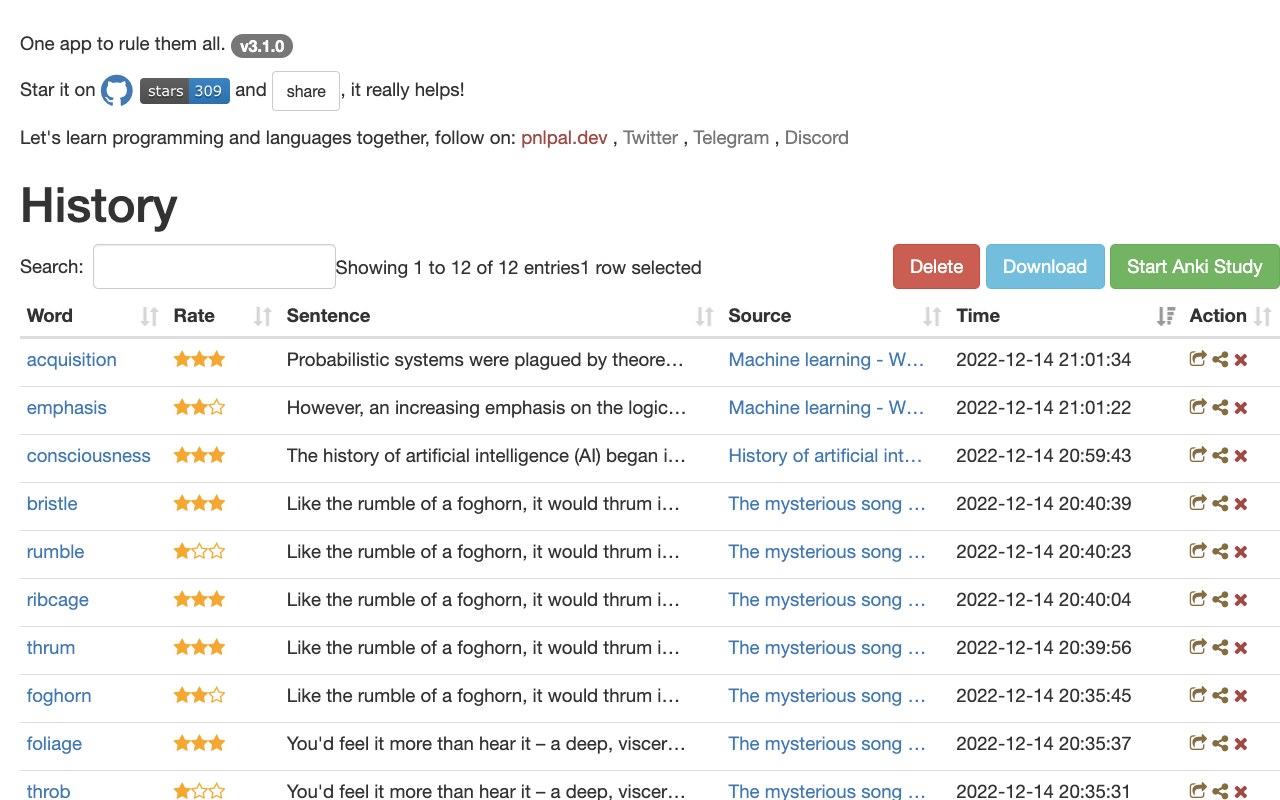 One app to rule them all. v3.1.0
Star it on stars 309 and share , it really helps!
Let's learn programming and languages together, follow on: pnlpal.dev , Twitter , Telegram , Discord
History
Search: Showing 1 to 12 of 12 entries1 row selected Delete Download Start Anki Study
Word Rate Sentence Source Time Action
acquisition Probabilistic systems were plagued by theore… Machine learning - W… 2022-12-14 21:01:34
emphasis However, an increasing emphasis on the logic… Machine learning - W… 2022-12-14 21:01:22
consciousness The history of artificial intelligence (AI) began i… History of artificial int… 2022-12-14 20:59:43
bristle Like the rumble of a foghorn, it would thrum i… The mysterious song … 2022-12-14 20:40:39
rumble Like the rumble of a foghorn, it would thrum i… The mysterious song … 2022-12-14 20:40:23
ribcage Like the rumble of a foghorn, it would thrum i… The mysterious song … 2022-12-14 20:40:04
thrum Like the rumble of a foghorn, it would thrum i… The mysterious song … 2022-12-14 20:39:56
foghorn Like the rumble of a foghorn, it would thrum i… The mysterious song … 2022-12-14 20:35:45
foliage You'd feel it more than hear it – a deep, viscer… The mysterious song … 2022-12-14 20:35:37
throb You'd feel it more than hear it – a deep, viscer… The mysterious song … 2022-12-14 20:35:31